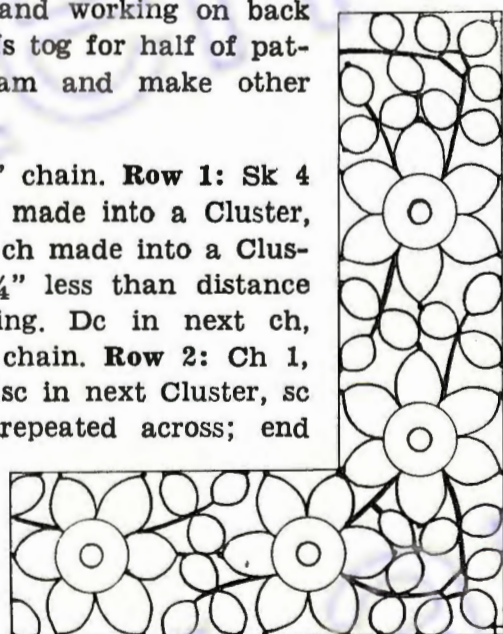 and working on back
's tog for half of pat-
am and make other
" chain. Row 1: Sk 4
made into a Cluster,
ch made into a Clus-
¼" less than distance
ing. Dc in next ch,
chain. Row 2: Ch 1,
sc in next Cluster, sc
repeated across; end